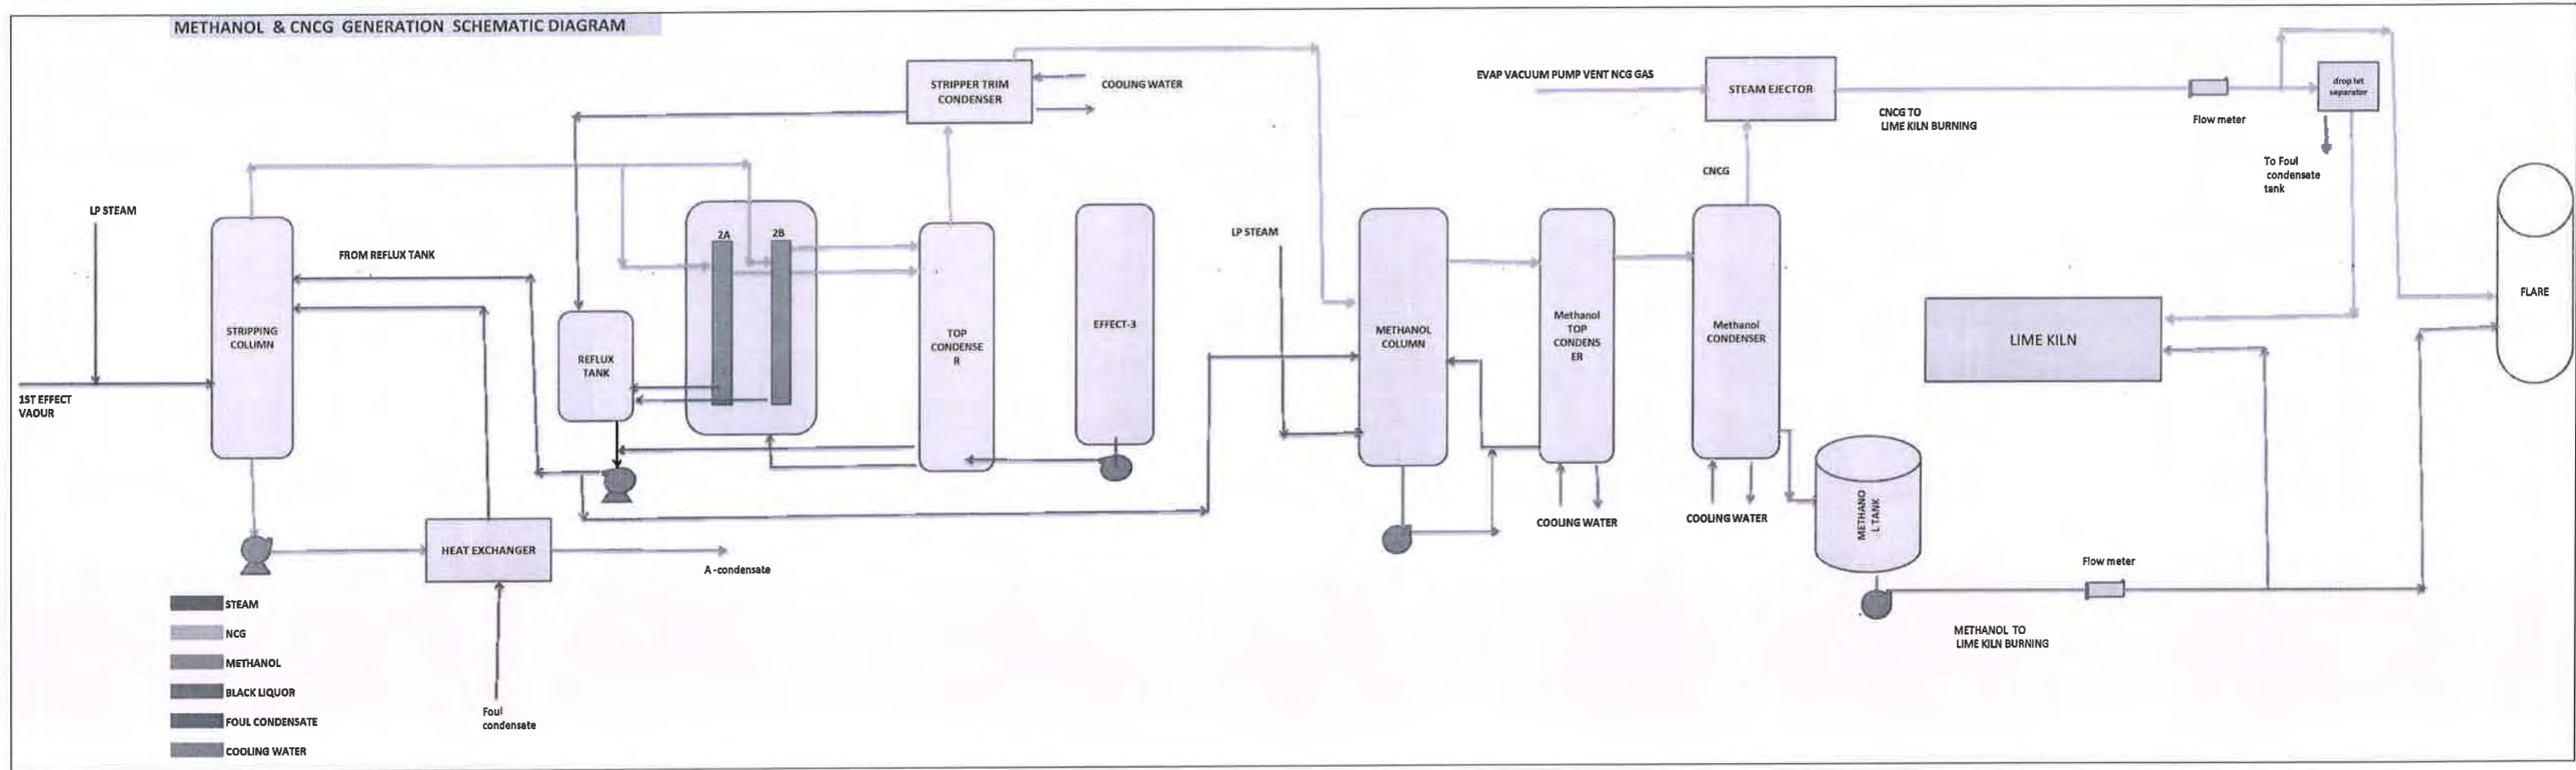 METHANOL & CNCG GENERATION SCHEMATIC DIAGRAM
STRIPPER TRIM
CONDENSER
COOLING WATER
EVAP VACUUM PUMP VENT NCG GAS
STEAM EJECTOR
CNCG TO
LIME KILN BURNING
Flow meter
drop let
separator
To Foul
condensate
tank
CNCG
LP STEAM
FROM REFLUX TANK
2A
2B
LP STEAM
STRIPPING
COLUMN
REFLUX
TANK
TOP
CONDENSE
R
EFFECT-3
METHANOL
COLUMN
Methanol
TOP
CONDENS
ER
Methanol
CONDENSER
LIME KILN
FLARE
1ST EFFECT
VAOUR
COOLING WATER
COOLING WATER
METHANO
L TANK
HEAT EXCHANGER
A -condensate
Flow meter
METHANOL TO
LIME KILN BURNING
Foul
condensate
STEAM
NCG
METHANOL
BLACK LIQUOR
FOUL CONDENSATE
COOLING WATER